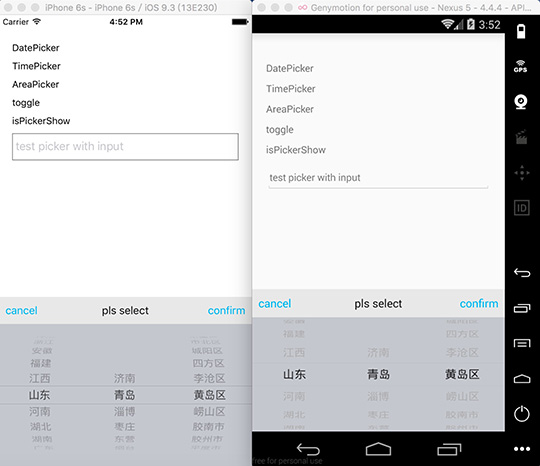 iPhone 6s - iPhone 6s / iOS 9.3 (13E230)
Carrier 4:52 PM
DatePicker
TimePicker
AreaPicker
toggle
isPickerShow
test picker with input
cancel pls select confirm
安徽 城阳区
福建 四方区
江西 济南 李沧区
山东 青岛 黄岛区
河南 淄博 崂山区
湖北 枣庄 胶南市
湖南 东营 胶州市
Genymotion for personal use - Nexus 5 - 4.4.4 - API...
3:52
GPS
DatePicker
TimePicker
AreaPicker
toggle
isPickerShow
test picker with input
ID
cancel pls select confirm
福建 四方区
江西 济南 李沧区
山东 青岛 黄岛区
河南 淄博 崂山区
湖北 枣庄 胶南市
free for personal use